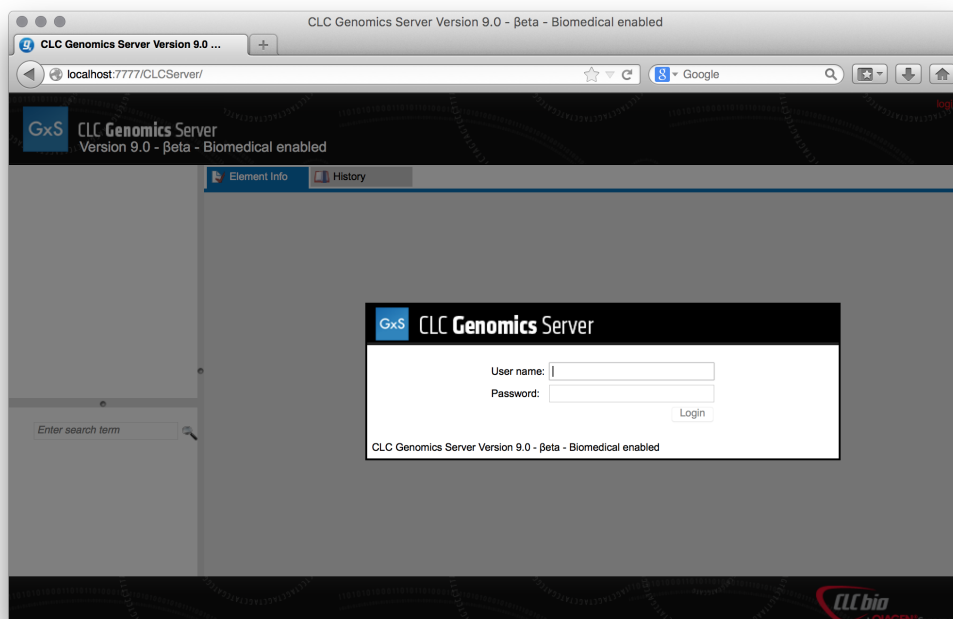 CLC Genomics Server Version 9.0 - βeta - Biomedical enabled
CLC Genomics Server Version 9.0 ...
localhost:7777/CLCServer/
Google
GxS
CLC Genomics Server
Version 9.0 - βeta - Biomedical enabled
Element Info
History
GxS CLC Genomics Server
User name:
Password:
Login
CLC Genomics Server Version 9.0 - βeta - Biomedical enabled
Enter search term
CLC bio